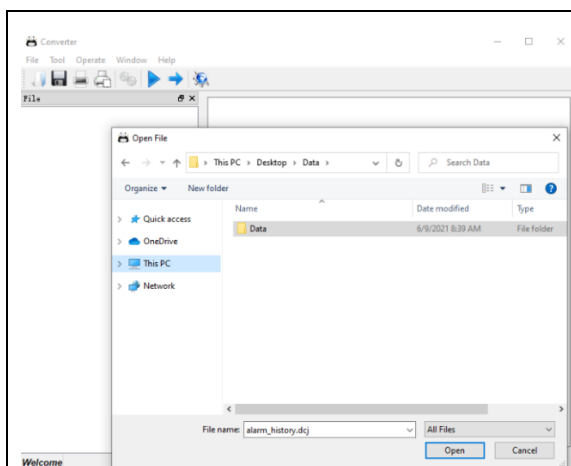 Converter
File Tool Operate Window Help
File
Open File
This PC > Desktop > Data >
Search Data
Organize New folder
Name Date modified Type
Quick access
Data 6/9/2021 8:39 AM File folder
OneDrive
This PC
Network
File name: alarm_history.dcj All Files
Open Cancel
Welcome